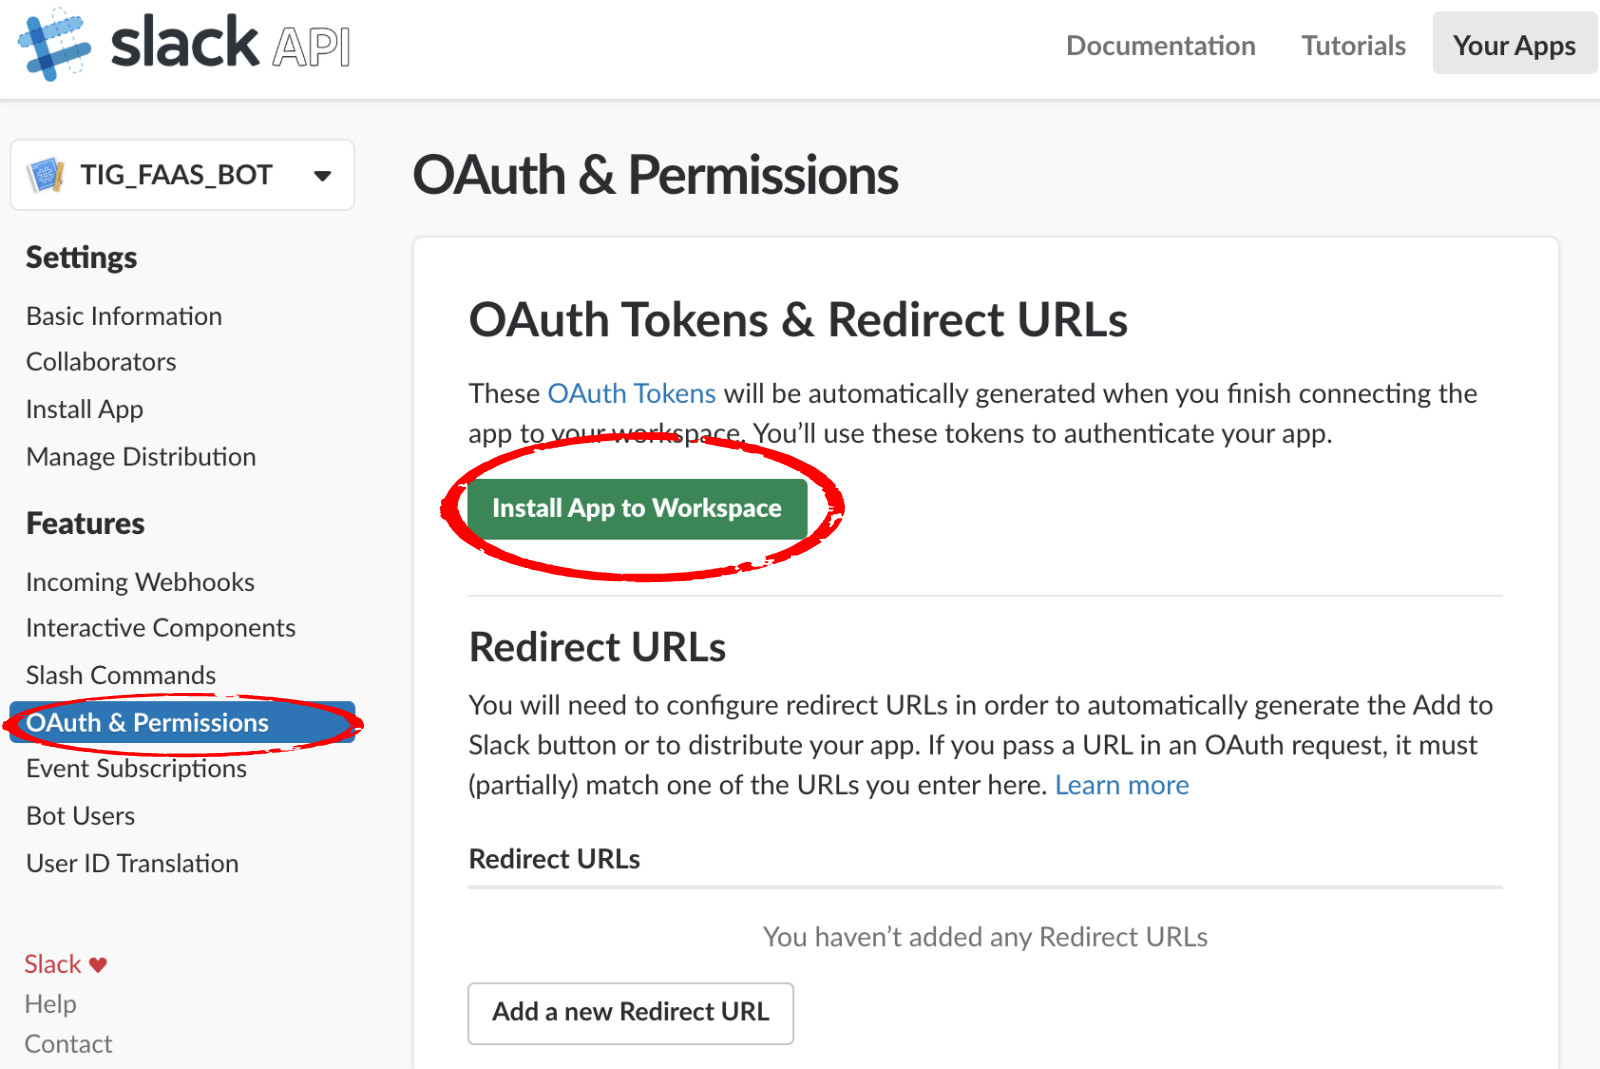 slack API
Documentation
Tutorials
Your Apps
TIG_FAAS_BOT
Settings
Basic Information
Collaborators
Install App
Manage Distribution
Features
Incoming Webhooks
Interactive Components
Slash Commands
OAuth & Permissions
Event Subscriptions
Bot Users
User ID Translation
Slack ♥
Help
Contact
OAuth & Permissions
OAuth Tokens & Redirect URLs
These OAuth Tokens will be automatically generated when you finish connecting the
app to your workspace. You’ll use these tokens to authenticate your app.
Install App to Workspace
Redirect URLs
You will need to configure redirect URLs in order to automatically generate the Add to
Slack button or to distribute your app. If you pass a URL in an OAuth request, it must
(partially) match one of the URLs you enter here. Learn more
Redirect URLs
You haven’t added any Redirect URLs
Add a new Redirect URL